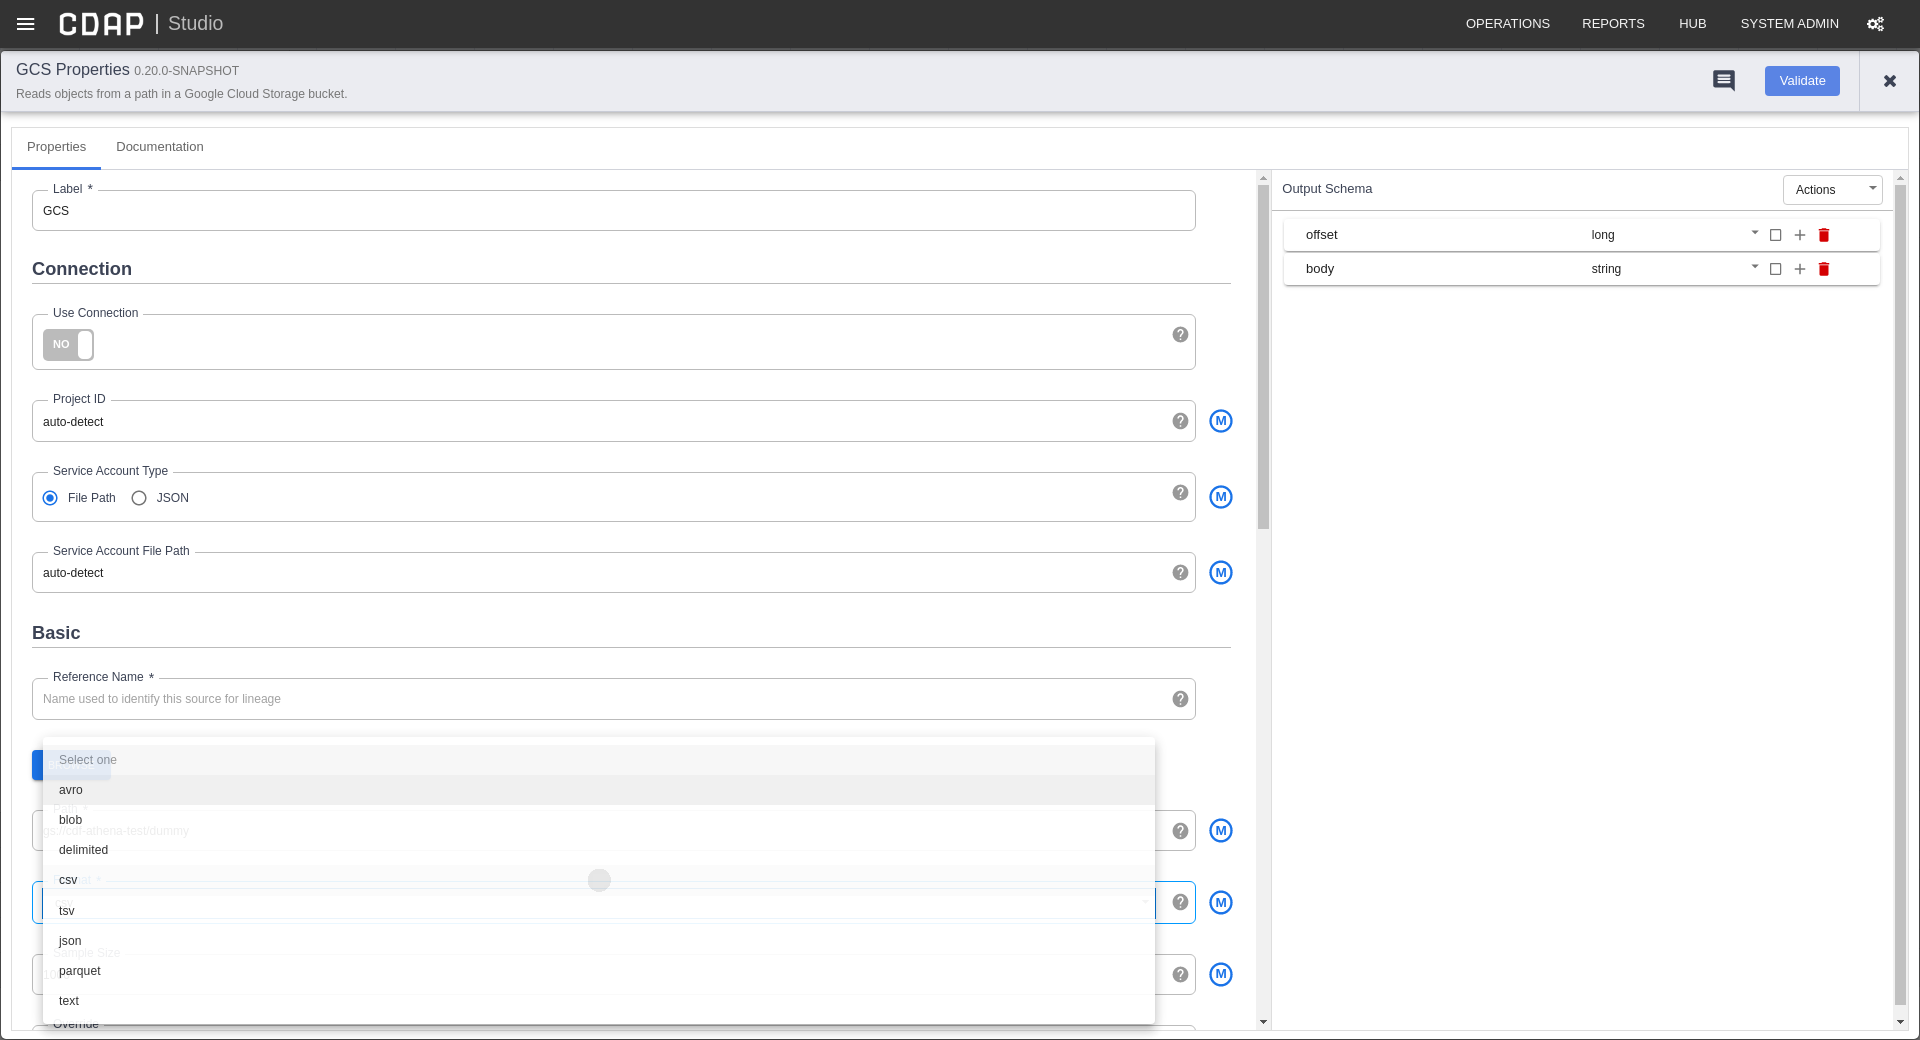 CDAP | Studio
OPERATIONS REPORTS HUB SYSTEM ADMIN
GCS Properties 0.20.0-SNAPSHOT
Reads objects from a path in a Google Cloud Storage bucket.
Validate
Properties Documentation
Label *
GCS
Connection
Use Connection
NO
Project ID
auto-detect
M
Service Account Type
File Path JSON
M
Service Account File Path
auto-detect
M
Basic
Reference Name *
Name used to identify this source for lineage
Select one
avro
Path *
blob
gs://cdf-athena-test/dummy
M
delimited
csv
tsv
M
json
Sample Size
parquet
M
text
Override
Output Schema
Actions
offset long
body string